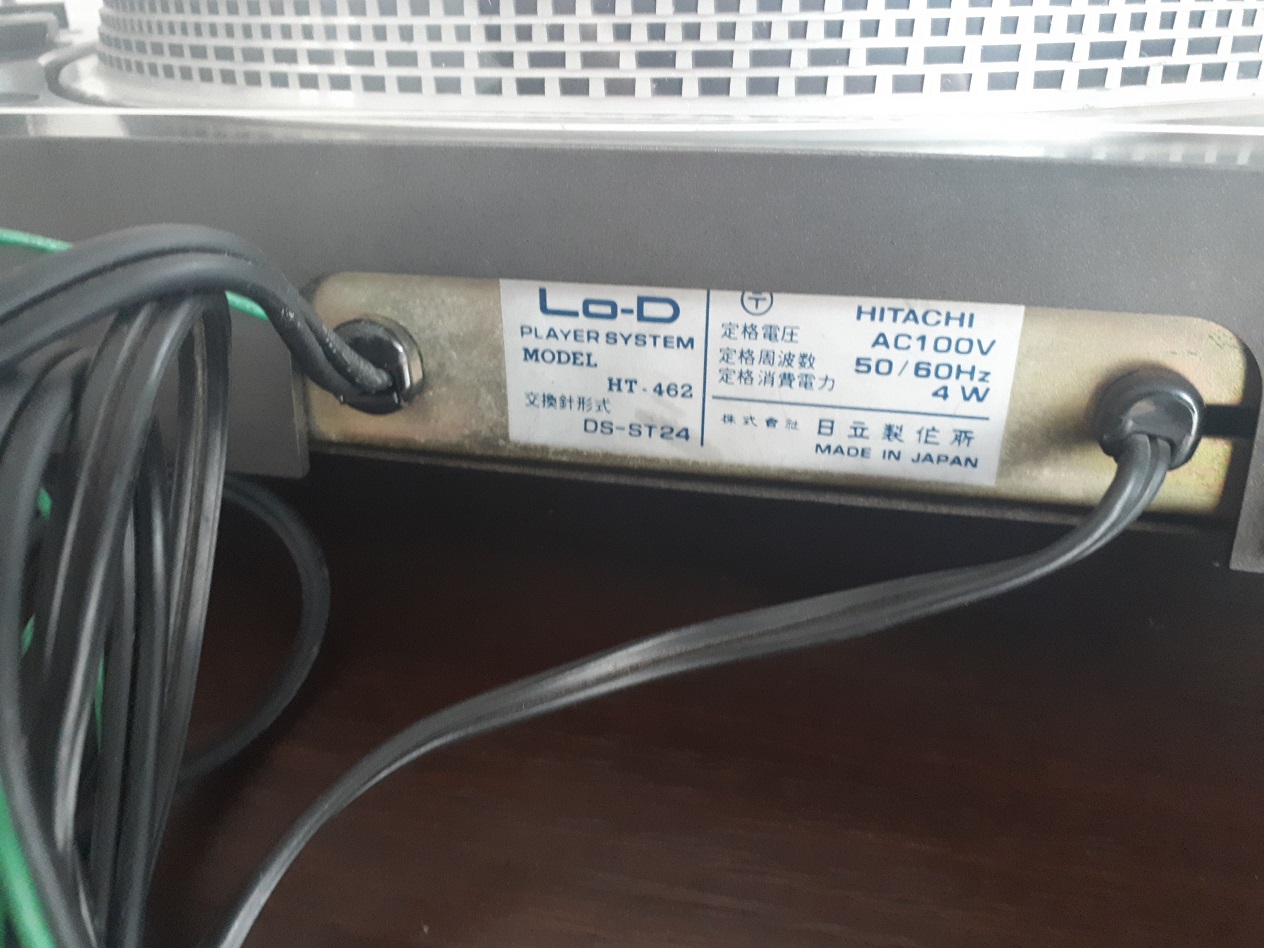 Lo-D
PLAYER SYSTEM
MODEL
HT-462
交換針形式
DS-ST24
〒
HITACHI
定格電圧 AC100V
定格周波数 50/60Hz
定格消費電力 4W
株式會社 日立製作所
MADE IN JAPAN